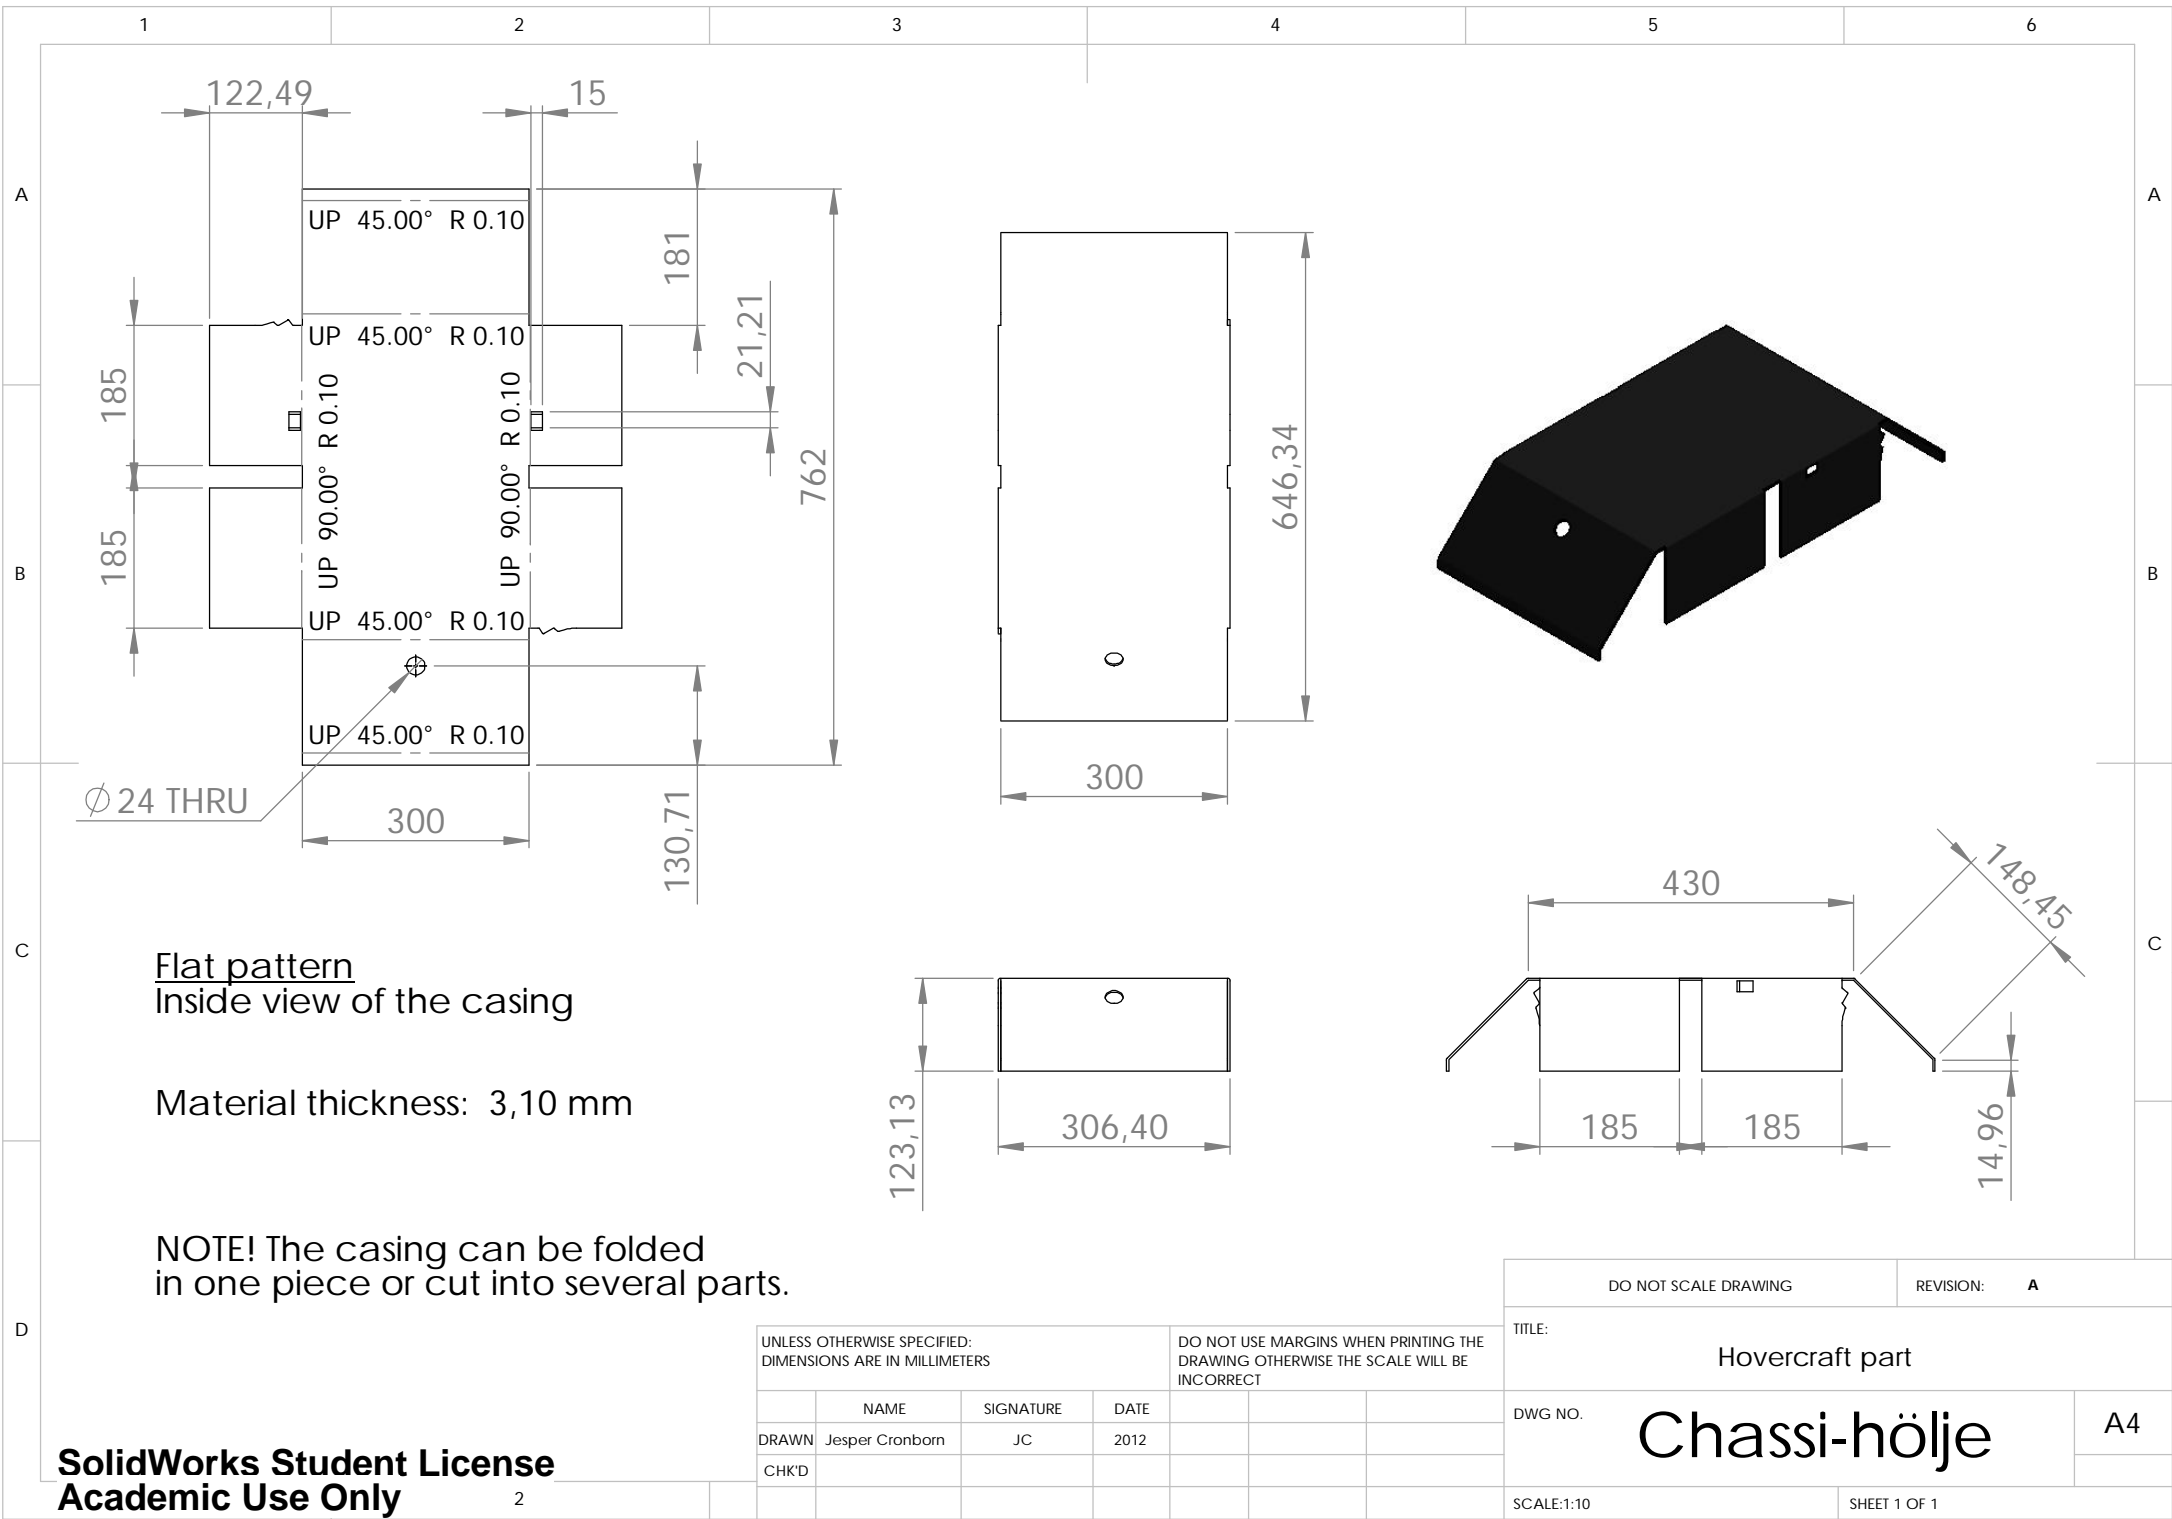 1 2 3 4 5 6
A A
B B
C C
D
122,49
15
UP 45.00° R 0.10
181
UP 45.00° R 0.10
21,21
185
UP 90.00° R 0.10
UP 90.00° R 0.10
762
185
UP 45.00° R 0.10
UP 45.00° R 0.10
⌀ 24 THRU
300
130,71
646,34
300
430
148,45
123,13
306,40
185
185
14,96
Flat pattern
Inside view of the casing
Material thickness: 3,10 mm
NOTE! The casing can be folded
in one piece or cut into several parts.
SolidWorks Student License
Academic Use Only
2
UNLESS OTHERWISE SPECIFIED:
DIMENSIONS ARE IN MILLIMETERS
DO NOT USE MARGINS WHEN PRINTING THE
DRAWING OTHERWISE THE SCALE WILL BE
INCORRECT
NAME SIGNATURE DATE
DRAWN Jesper Cronborn JC 2012
CHK'D
DO NOT SCALE DRAWING
REVISION: A
TITLE:
Hovercraft part
DWG NO.
Chassi-hölje
A4
SCALE:1:10
SHEET 1 OF 1